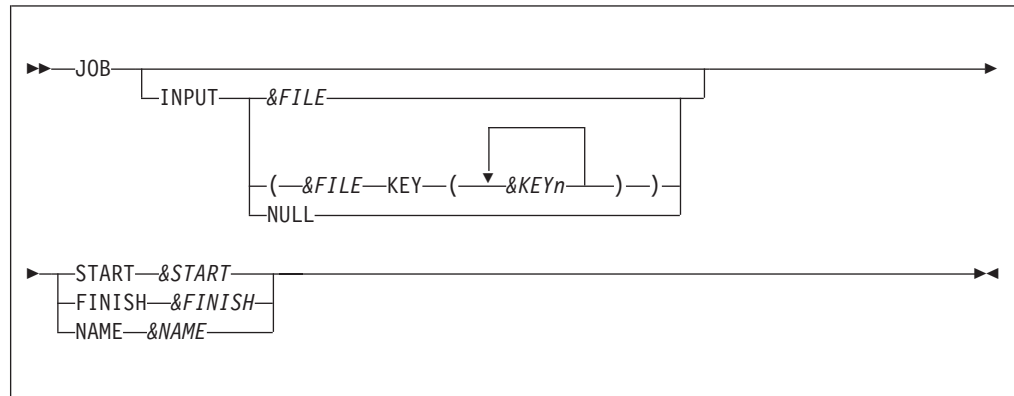 JOB
INPUT &FILE
( &FILE KEY ( &KEYn ) )
NULL
START &START
FINISH &FINISH
NAME &NAME